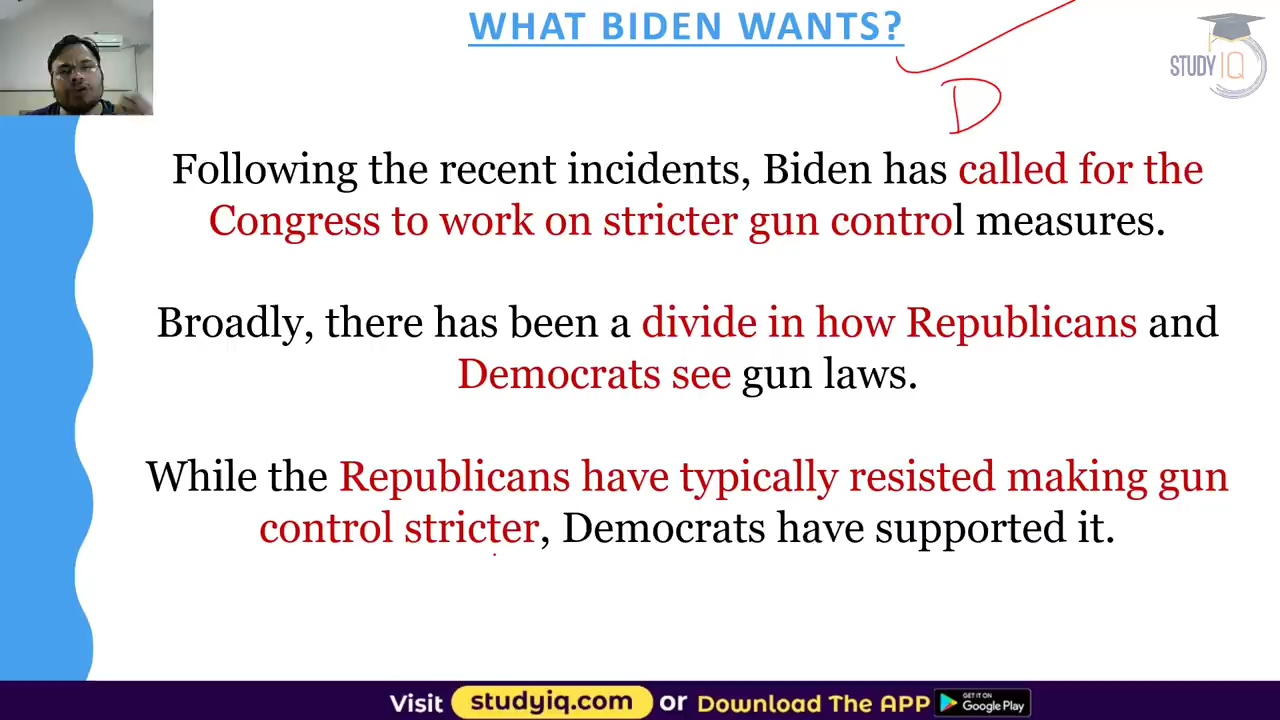 WHAT BIDEN WANTS?
STUDY IQ
D
Following the recent incidents, Biden has called for the
Congress to work on stricter gun control measures.
Broadly, there has been a divide in how Republicans and
Democrats see gun laws.
While the Republicans have typically resisted making gun
control stricter, Democrats have supported it.
Visit studyiq.com or Download The APP GET IT ON Google Play